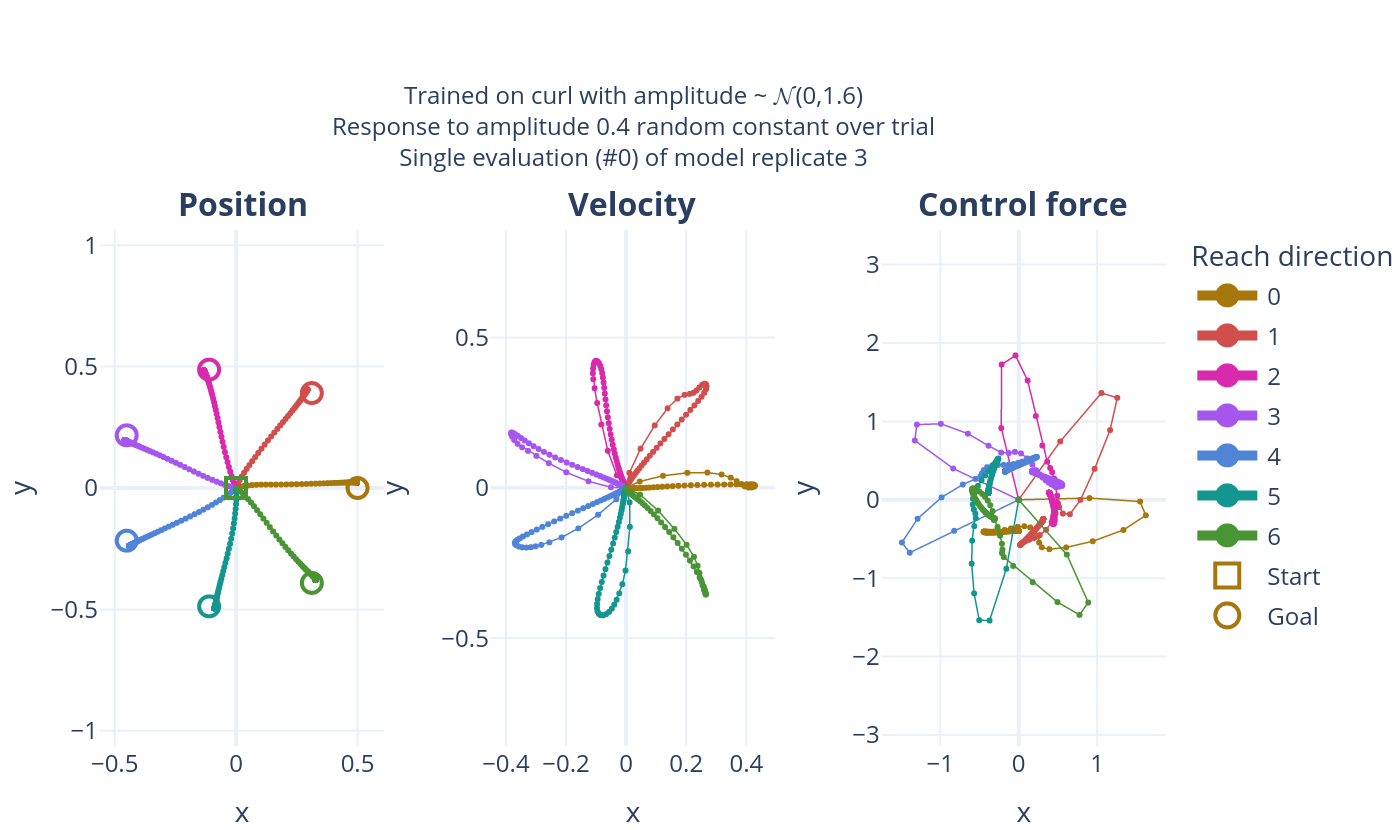 Trained on curl with amplitude ~ 𝒩(0,1.6)
Response to amplitude 0.4 random constant over trial
Single evaluation (#0) of model replicate 3
Position
Velocity
Control force
1
0.5
0
−0.5
−1
y
−0.5
0
0.5
x
0.5
0
−0.5
y
−0.4
−0.2
0
0.2
0.4
x
3
2
1
0
−1
−2
−3
y
−1
0
1
x
Reach direction
0
1
2
3
4
5
6
Start
Goal